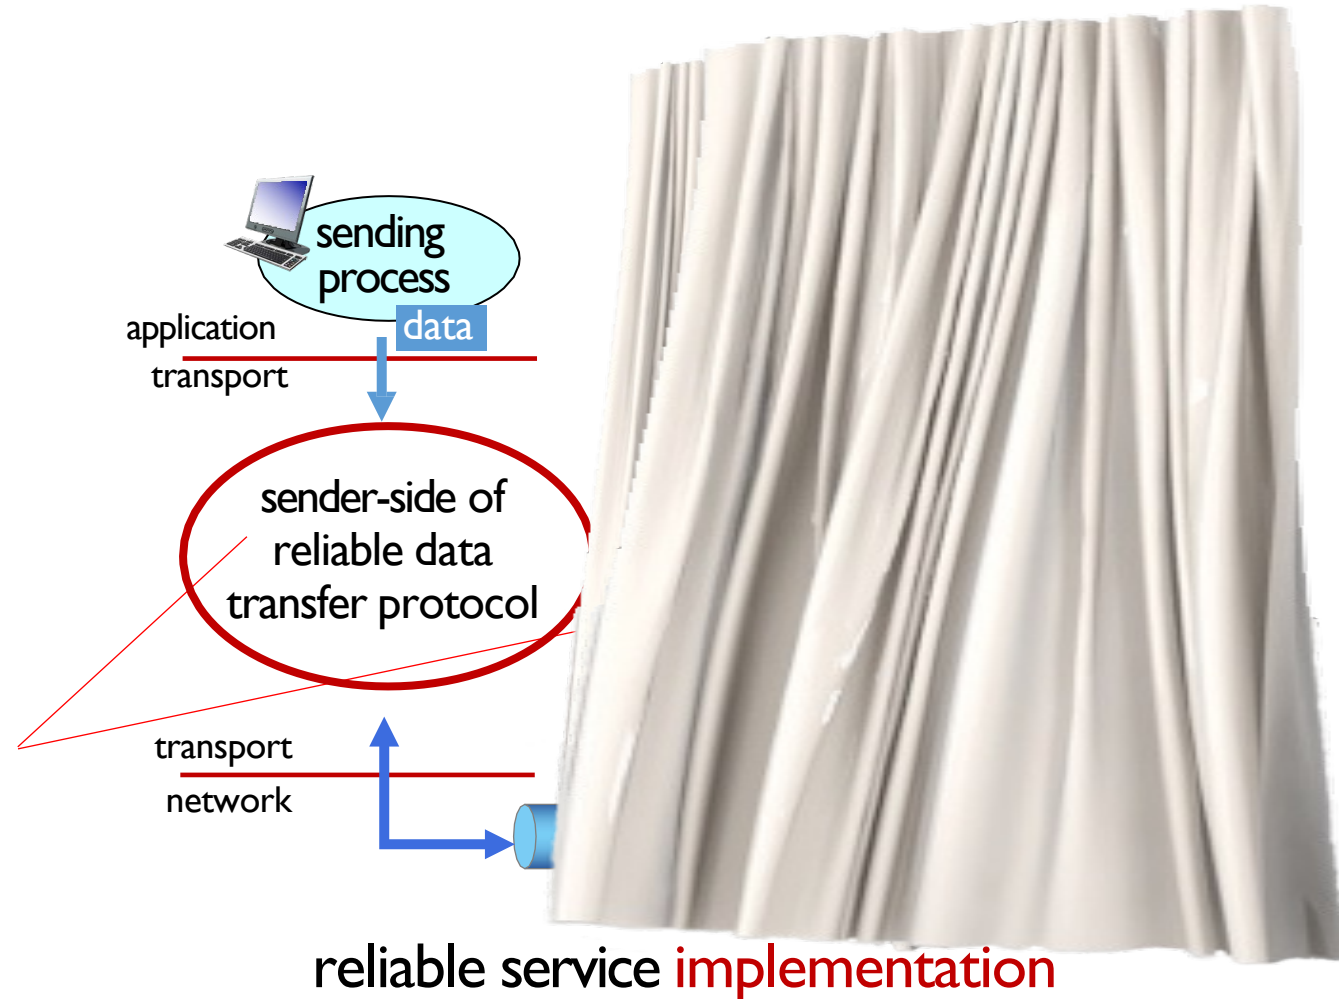 sending
process
data
application
transport
sender-side of
reliable data
transfer protocol
transport
network
reliable service implementation